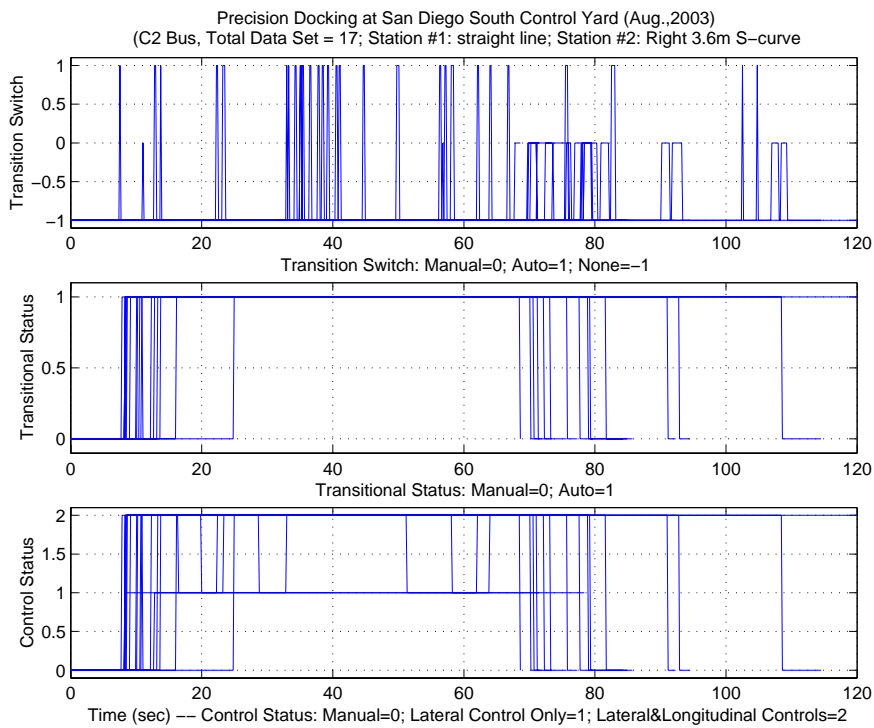 Precision Docking at San Diego South Control Yard (Aug.,2003)
(C2 Bus, Total Data Set = 17; Station #1: straight line; Station #2: Right 3.6m S-curve
Transition Switch
1
0.5
0
−0.5
−1
0 20 40 60 80 100 120
Transition Switch: Manual=0; Auto=1; None=−1
Transitional Status
1
0.5
0
0 20 40 60 80 100 120
Transitional Status: Manual=0; Auto=1
Control Status
2
1.5
1
0.5
0
0 20 40 60 80 100 120
Time (sec) −− Control Status: Manual=0; Lateral Control Only=1; Lateral&Longitudinal Controls=2